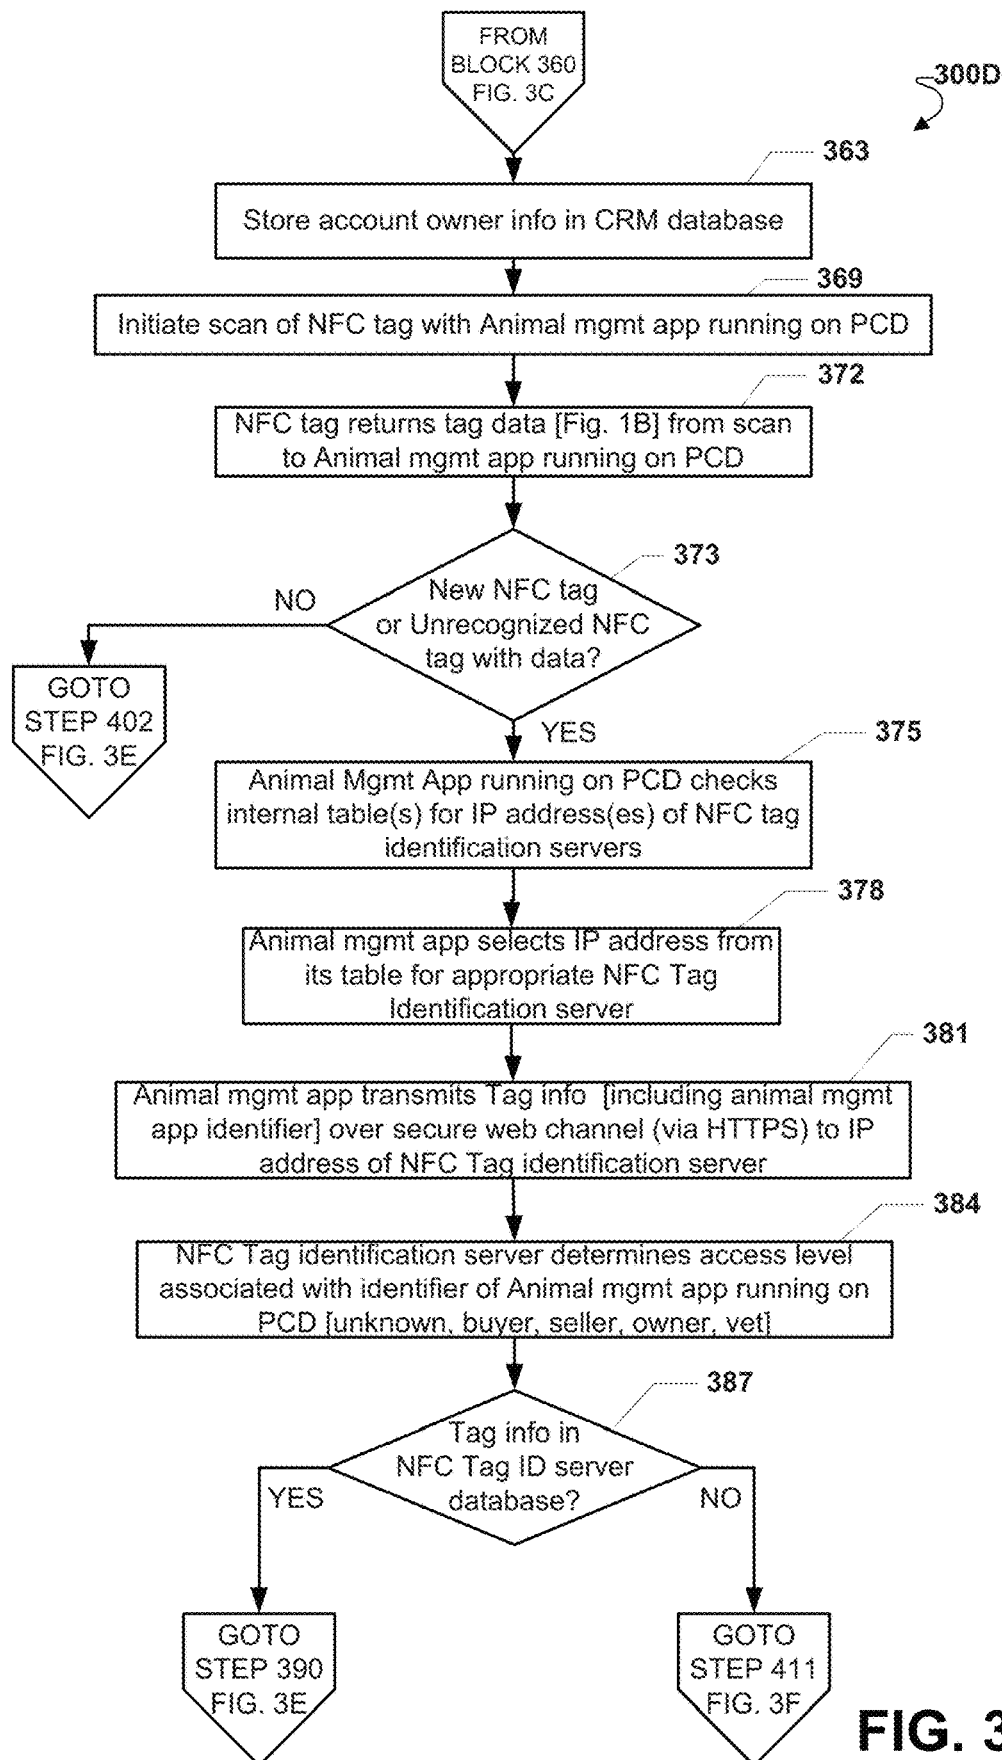 FROM
BLOCK 360
FIG. 3C
300D
363
Store account owner info in CRM database
369
Initiate scan of NFC tag with Animal mgmt app running on PCD
372
NFC tag returns tag data [Fig. 1B] from scan
to Animal mgmt app running on PCD
373
New NFC tag
or Unrecognized NFC
tag with data?
NO
GOTO
STEP 402
FIG. 3E
YES
375
Animal Mgmt App running on PCD checks
internal table(s) for IP address(es) of NFC tag
identification servers
378
Animal mgmt app selects IP address from
its table for appropriate NFC Tag
Identification server
381
Animal mgmt app transmits Tag info [including animal mgmt
app identifier] over secure web channel (via HTTPS) to IP
address of NFC Tag identification server
384
NFC Tag identification server determines access level
associated with identifier of Animal mgmt app running on
PCD [unknown, buyer, seller, owner, vet]
387
Tag info in
NFC Tag ID server
database?
YES
NO
GOTO
STEP 390
FIG. 3E
GOTO
STEP 411
FIG. 3F
FIG. 3